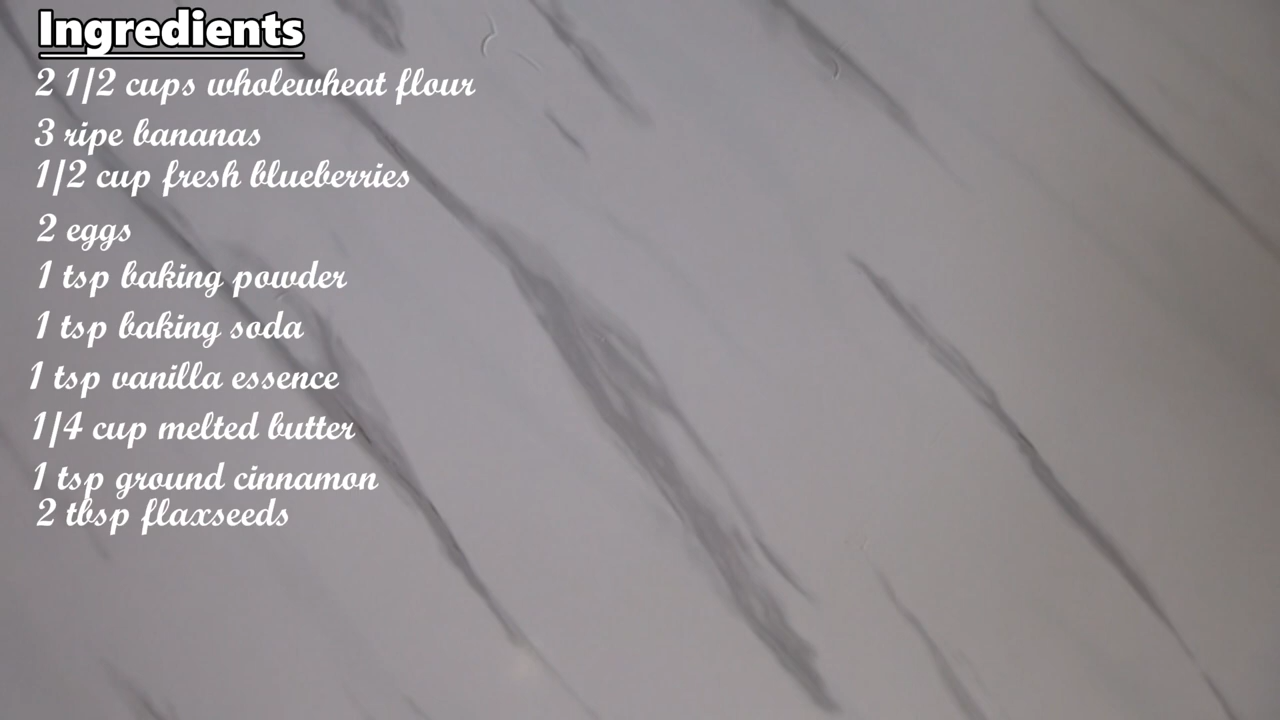 Ingredients
2 1/2 cups wholewheat flour
3 ripe bananas
1/2 cup fresh blueberries
2 eggs
1 tsp baking powder
1 tsp baking soda
1 tsp vanilla essence
1/4 cup melted butter
1 tsp ground cinnamon
2 tbsp flaxseeds